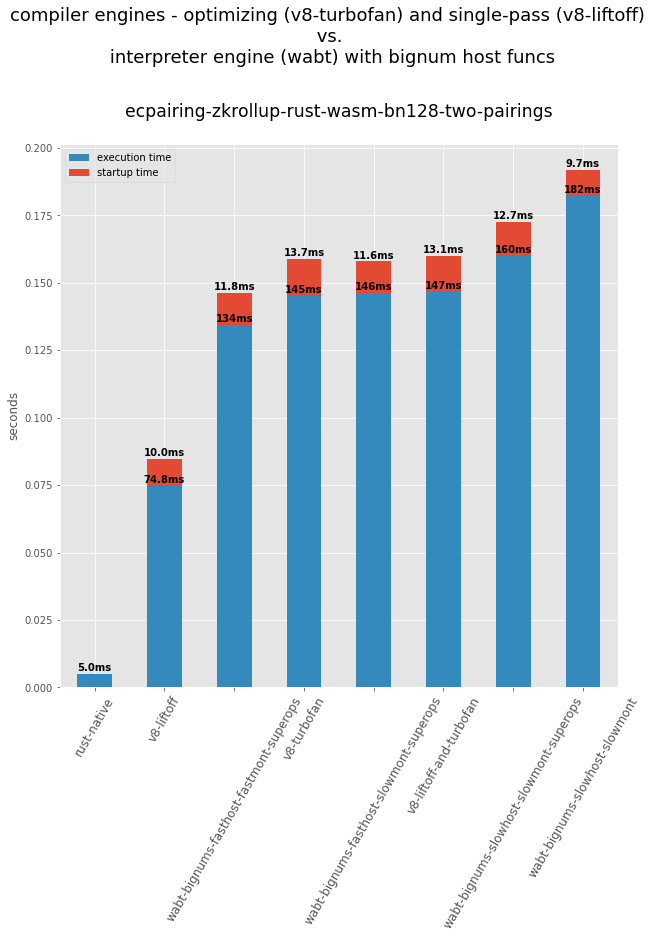 compiler engines - optimizing (v8-turbofan) and single-pass (v8-liftoff)
vs.
interpreter engine (wabt) with bignum host funcs
ecpairing-zkrollup-rust-wasm-bn128-two-pairings
execution time
startup time
seconds
0.200
0.175
0.150
0.125
0.100
0.075
0.050
0.025
0.000
5.0ms
10.0ms
74.8ms
11.8ms
134ms
13.7ms
145ms
11.6ms
146ms
13.1ms
147ms
12.7ms
160ms
9.7ms
182ms
rust-native
v8-liftoff
wabt-bignums-fasthost-fastmont-superops
v8-turbofan
wabt-bignums-fasthost-slowmont-superops
v8-liftoff-and-turbofan
wabt-bignums-slowhost-slowmont-superops
wabt-bignums-slowhost-slowmont